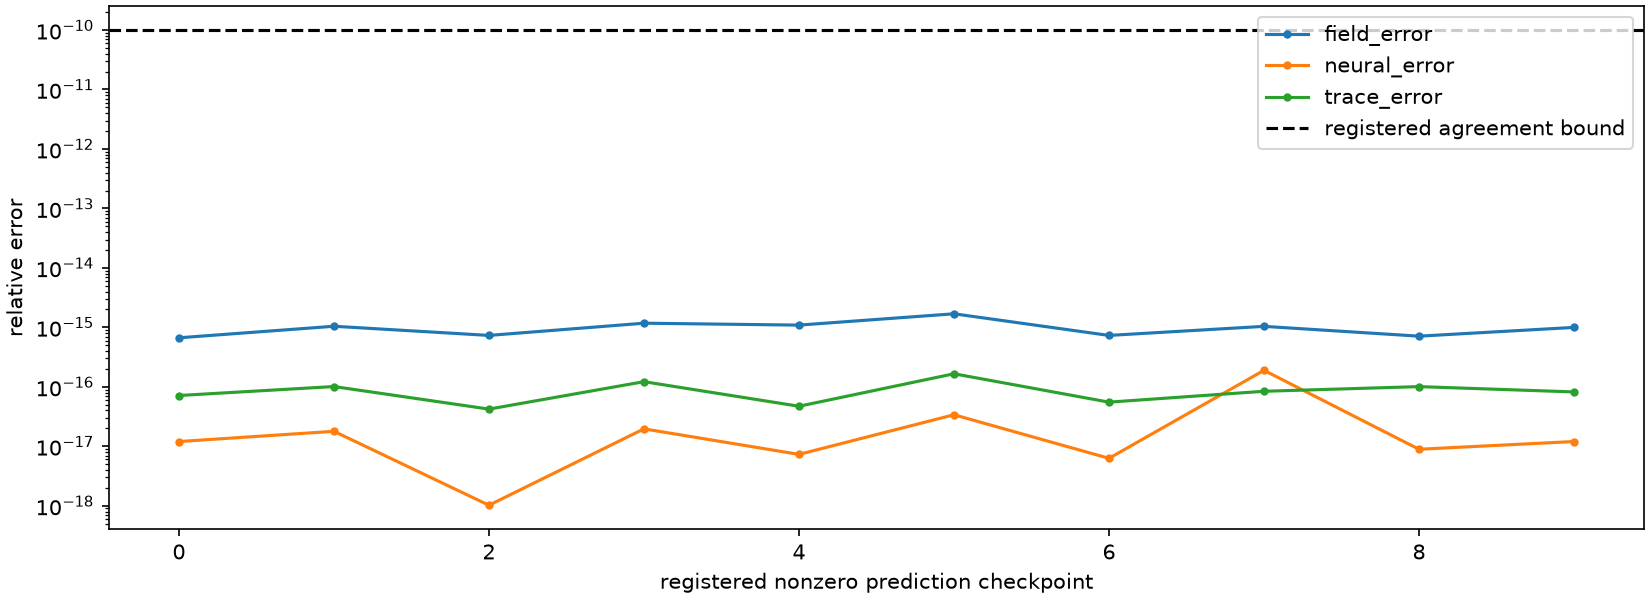 10⁻¹⁰
10⁻¹¹
10⁻¹²
10⁻¹³
10⁻¹⁴
10⁻¹⁵
10⁻¹⁶
10⁻¹⁷
10⁻¹⁸
relative error
field_error
neural_error
trace_error
registered agreement bound
0 2 4 6 8
registered nonzero prediction checkpoint